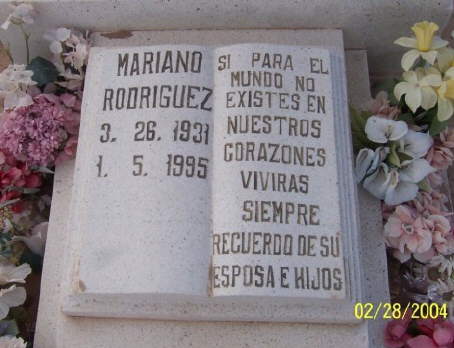 MARIANO
RODRIGUEZ
3. 26. 1931
1. 5. 1995
SI PARA EL
MUNDO NO
EXISTES EN
NUESTROS
CORAZONES
VIVIRAS
SIEMPRE
RECUERDO DE SU
ESPOSA E HIJOS
02/28/2004